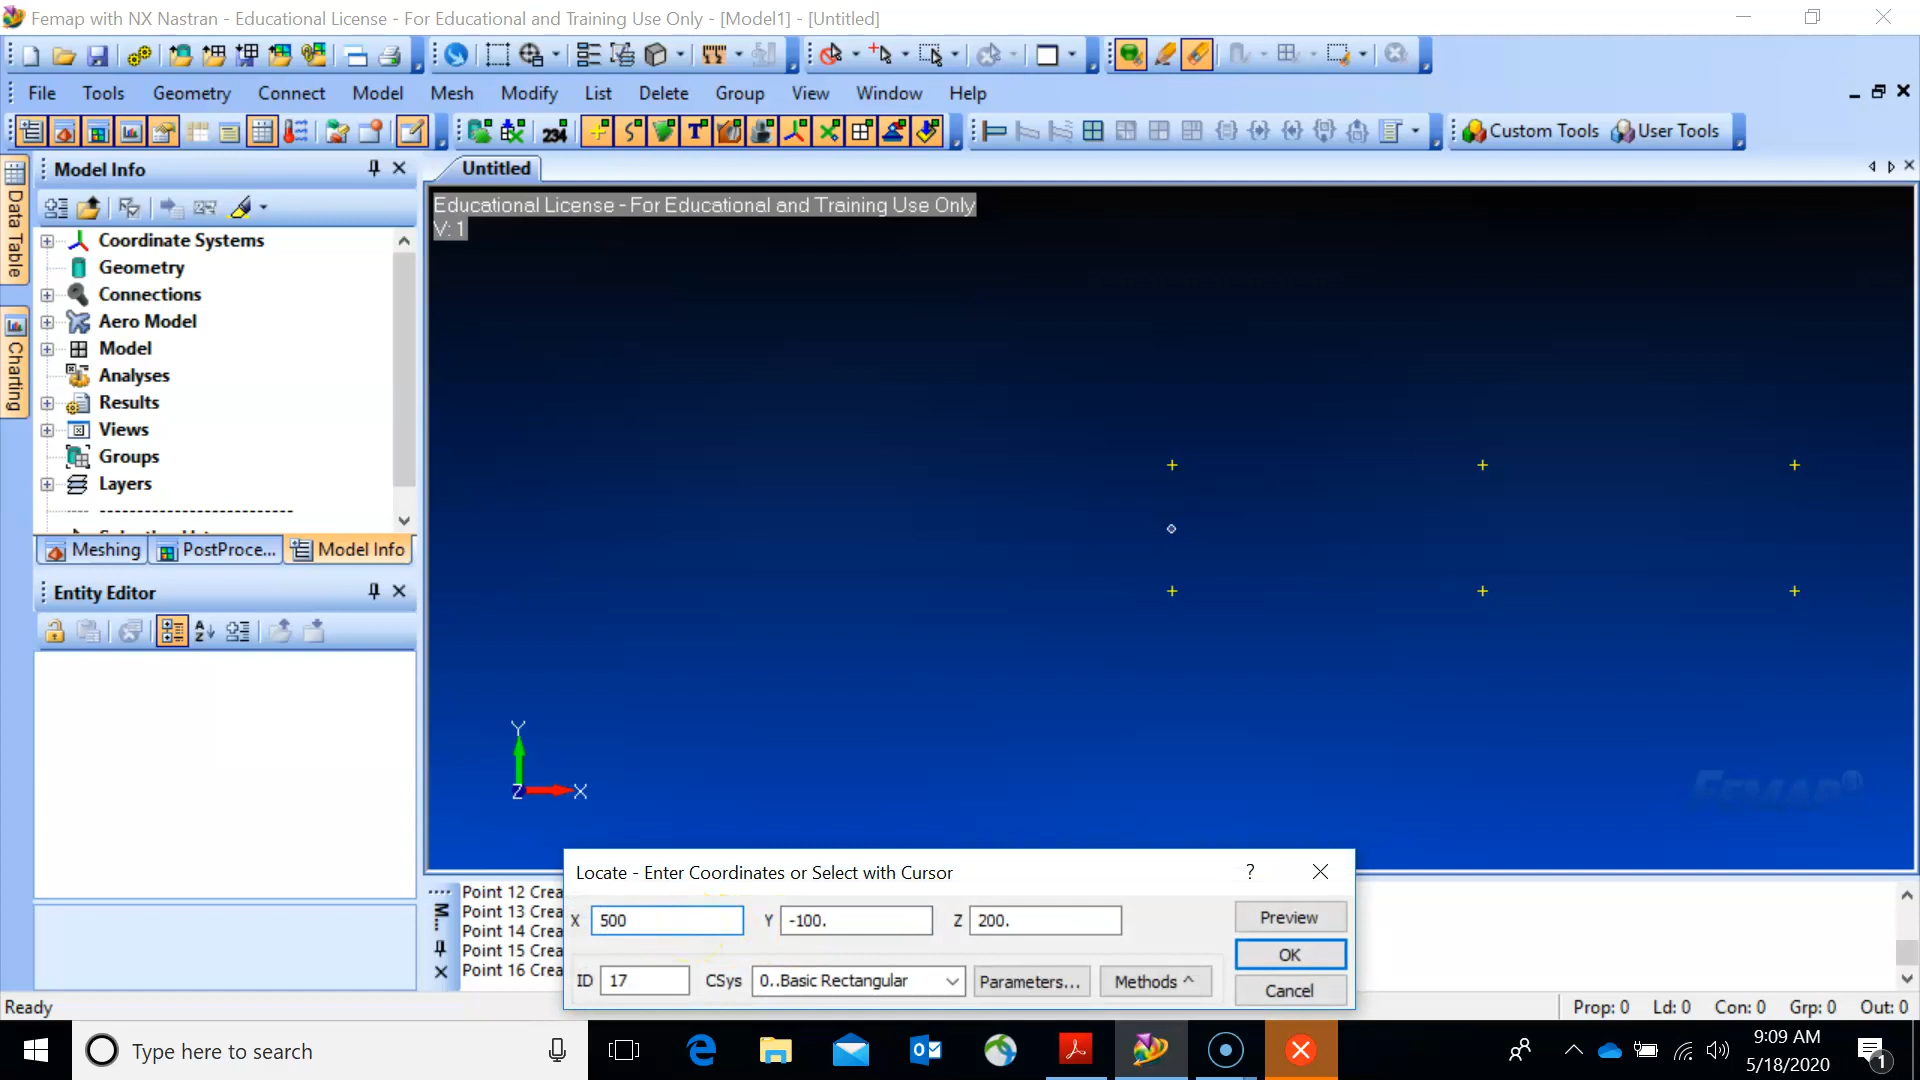 Femap with NX Nastran - Educational License - For Educational and Training Use Only - [Model1] - [Untitled]
File Tools Geometry Connect Model Mesh Modify List Delete Group View Window Help
234 T Custom Tools User Tools
Data Table
Charting
Model Info
Coordinate Systems
Geometry
Connections
Aero Model
Model
Analyses
Results
Views
Groups
Layers
Meshing PostProce... Model Info
Entity Editor
Untitled
Educational License - For Educational and Training Use Only
V: 1
Y
Z X
FEMAP
M...
Point 12 Crea
Point 13 Crea
Point 14 Crea
Point 15 Crea
Point 16 Crea
Locate - Enter Coordinates or Select with Cursor ?
X 500 Y -100. Z 200. Preview
OK
ID 17 CSys 0..Basic Rectangular Parameters... Methods ^ Cancel
Ready Prop: 0 Ld: 0 Con: 0 Grp: 0 Out: 0
Type here to search
9:09 AM
5/18/2020
1